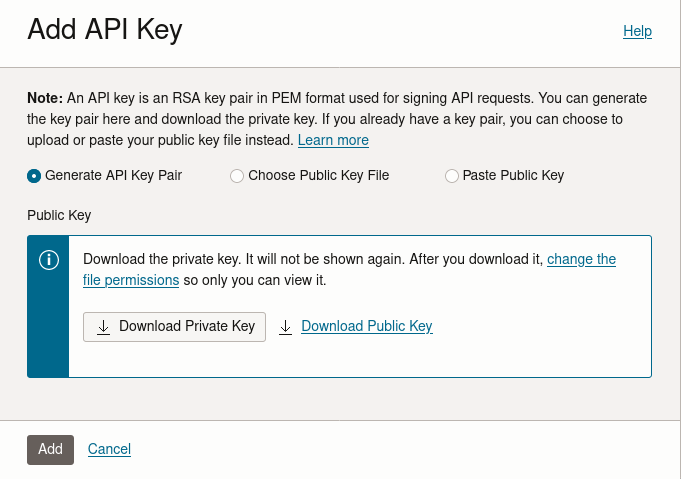 Add API Key
Help
Note: An API key is an RSA key pair in PEM format used for signing API requests. You can generate
the key pair here and download the private key. If you already have a key pair, you can choose to
upload or paste your public key file instead. Learn more
Generate API Key Pair
Choose Public Key File
Paste Public Key
Public Key
Download the private key. It will not be shown again. After you download it, change the
file permissions so only you can view it.
Download Private Key
Download Public Key
Add
Cancel